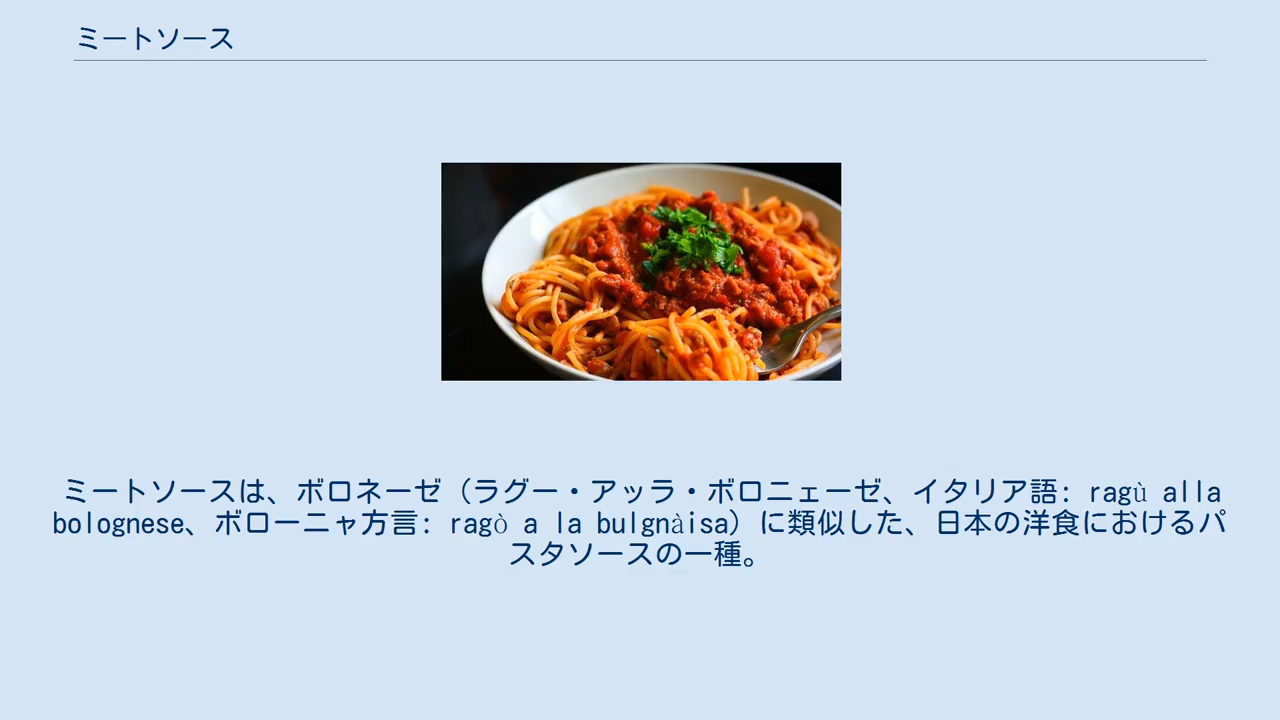 ミートソース
ミートソースは、ボロネーゼ（ラグー・アッラ・ボロニェーゼ、イタリア語: ragù alla
bolognese、ボローニャ方言: ragò a la bulgnàisa）に類似した、日本の洋食におけるパ
スタソースの一種。